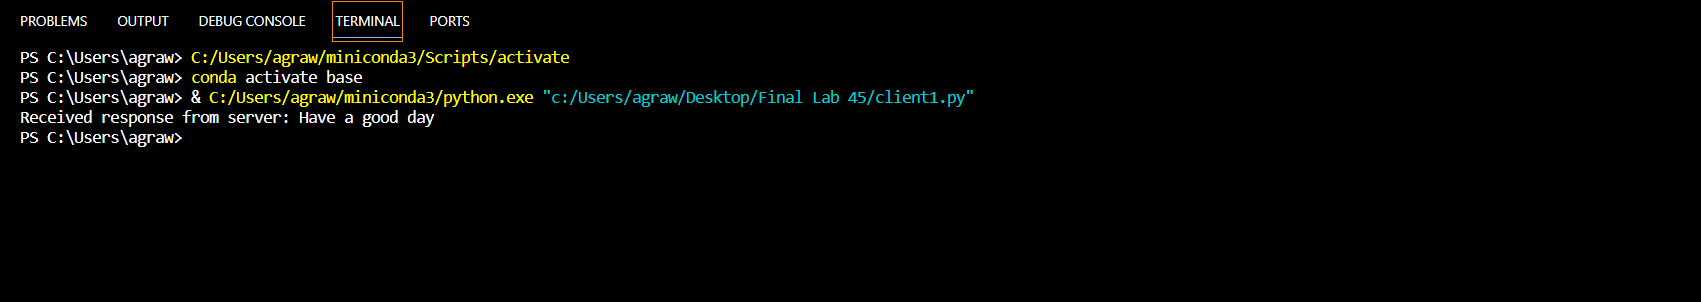 PROBLEMS OUTPUT DEBUG CONSOLE TERMINAL PORTS
PS C:\Users\agraw> C:/Users/agraw/miniconda3/Scripts/activate
PS C:\Users\agraw> conda activate base
PS C:\Users\agraw> & C:/Users/agraw/miniconda3/python.exe "c:/Users/agraw/Desktop/Final Lab 45/client1.py"
Received response from server: Have a good day
PS C:\Users\agraw>